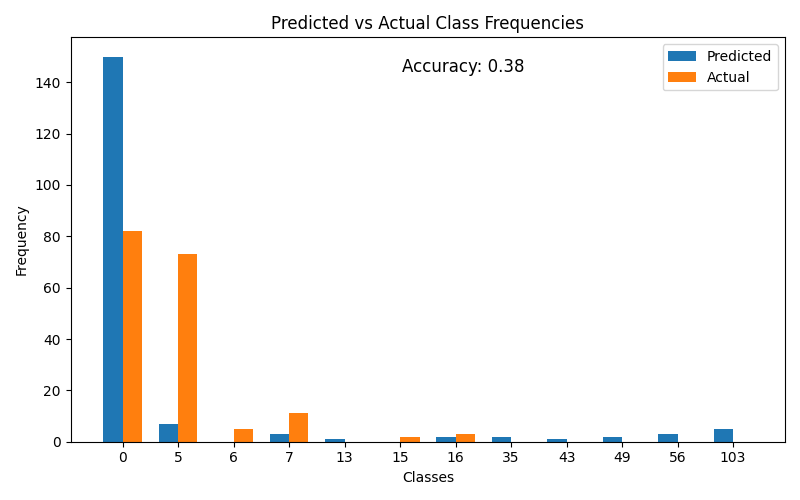 Predicted vs Actual Class Frequencies
Accuracy: 0.38
Predicted
Actual
Frequency
140
120
100
80
60
40
20
0
0 5 6 7 13 15 16 35 43 49 56 103
Classes